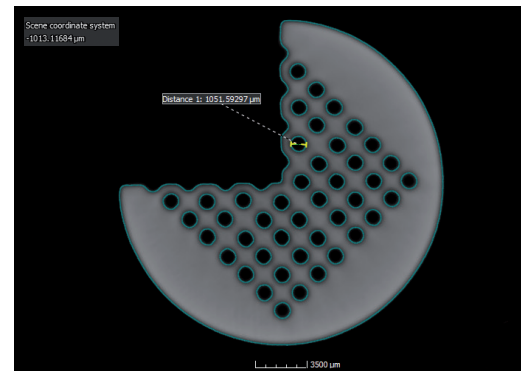 Scene coordinate system
-1013.11684 µm
Distance 1: 1051.59297 µm
3500 µm